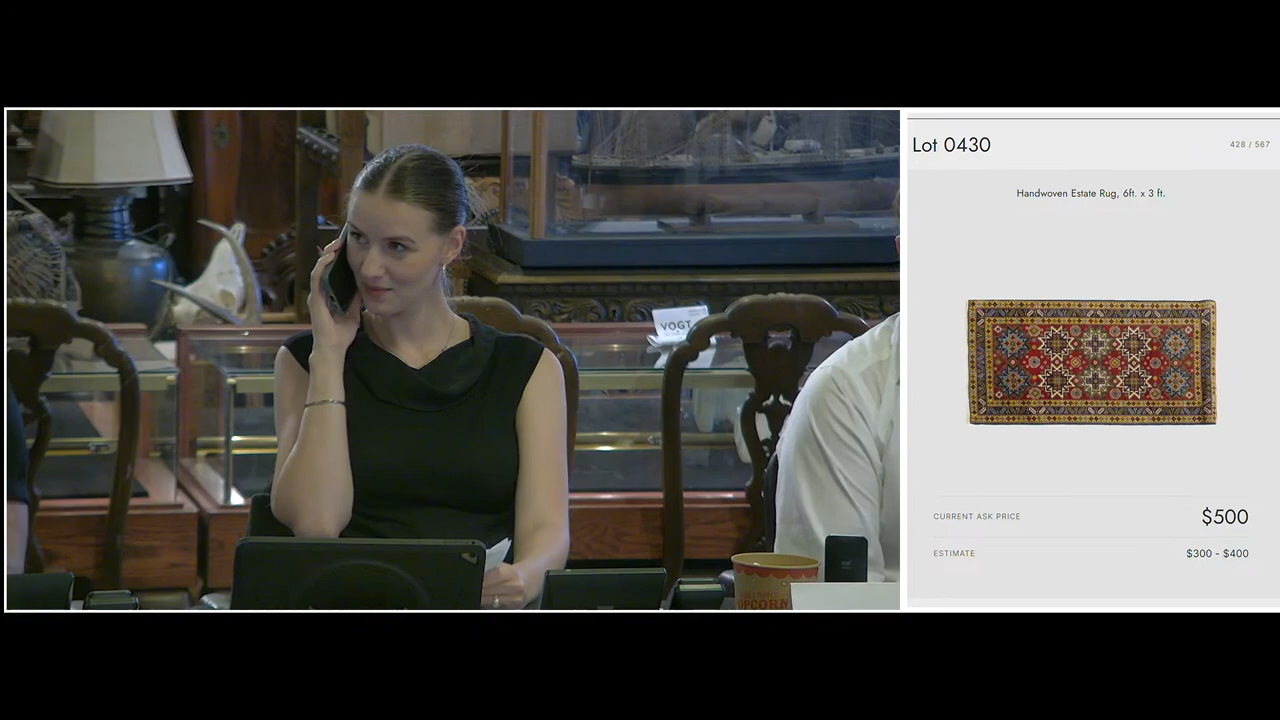 Lot 0430
428 / 567
Handwoven Estate Rug, 6ft. x 3 ft.
VOGT
POPCORN
CURRENT ASK PRICE
$500
ESTIMATE
$300 - $400